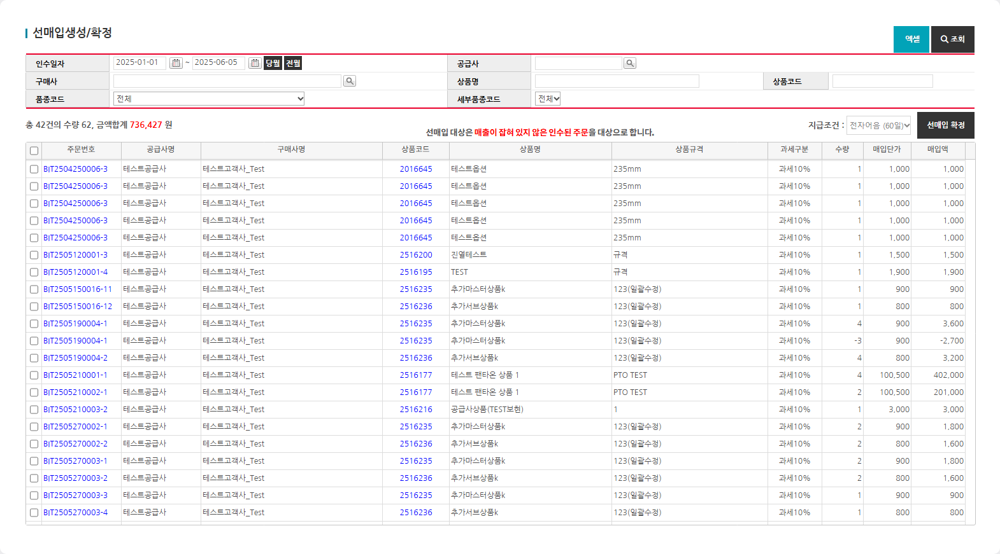 선매입생성/확정
엑셀 조회
인수일자 2025-01-01 ~ 2025-06-05 당월 전월 공급사
구매사 상품명 상품코드
품종코드 전체 세부품종코드 전체
총 42건의 수량 62, 금액합계 736,427 원
선매입 대상은 매출이 잡혀 있지 않은 인수된 주문을 대상으로 합니다.
지급조건 : 전자어음 (60일) 선매입 확정
주문번호 공급사명 구매사명 상품코드 상품명 상품규격 과세구분 수량 매입단가 매입액
BJT2504250006-3 테스트공급사 테스트고객사_Test 2016645 테스트옵션 235mm 과세10% 1 1,000 1,000
BJT2504250006-3 테스트공급사 테스트고객사_Test 2016645 테스트옵션 235mm 과세10% 1 1,000 1,000
BJT2504250006-3 테스트공급사 테스트고객사_Test 2016645 테스트옵션 235mm 과세10% 1 1,000 1,000
BJT2504250006-3 테스트공급사 테스트고객사_Test 2016645 테스트옵션 235mm 과세10% 1 1,000 1,000
BJT2504250006-3 테스트공급사 테스트고객사_Test 2016645 테스트옵션 235mm 과세10% 1 1,000 1,000
BJT2505120001-3 테스트공급사 테스트고객사_Test 2516200 진열테스트 규격 과세10% 1 1,500 1,500
BJT2505120001-4 테스트공급사 테스트고객사_Test 2516195 TEST 규격 과세10% 1 1,900 1,900
BJT2505150016-11 테스트공급사 테스트고객사_Test 2516235 추가마스터상품k 123(일괄수정) 과세10% 1 900 900
BJT2505150016-12 테스트공급사 테스트고객사_Test 2516236 추가서브상품k 123(일괄수정) 과세10% 1 800 800
BJT2505190004-1 테스트공급사 테스트고객사_Test 2516235 추가마스터상품k 123(일괄수정) 과세10% 4 900 3,600
BJT2505190004-1 테스트공급사 테스트고객사_Test 2516235 추가마스터상품k 123(일괄수정) 과세10% -3 900 -2,700
BJT2505190004-2 테스트공급사 테스트고객사_Test 2516236 추가서브상품k 123(일괄수정) 과세10% 4 800 3,200
BJT2505210001-1 테스트공급사 테스트고객사_Test 2516177 테스트 팬타온 상품 1 PTO TEST 과세10% 4 100,500 402,000
BJT2505210002-1 테스트공급사 테스트고객사_Test 2516177 테스트 팬타온 상품 1 PTO TEST 과세10% 2 100,500 201,000
BJT2505210003-2 테스트공급사 테스트고객사_Test 2516216 공급사상품(TEST보현) 1 과세10% 1 3,000 3,000
BJT2505270002-1 테스트공급사 테스트고객사_Test 2516235 추가마스터상품k 123(일괄수정) 과세10% 2 900 1,800
BJT2505270002-2 테스트공급사 테스트고객사_Test 2516236 추가서브상품k 123(일괄수정) 과세10% 2 800 1,600
BJT2505270003-1 테스트공급사 테스트고객사_Test 2516235 추가마스터상품k 123(일괄수정) 과세10% 2 900 1,800
BJT2505270003-2 테스트공급사 테스트고객사_Test 2516236 추가서브상품k 123(일괄수정) 과세10% 2 800 1,600
BJT2505270003-3 테스트공급사 테스트고객사_Test 2516235 추가마스터상품k 123(일괄수정) 과세10% 1 900 900
BJT2505270003-4 테스트공급사 테스트고객사_Test 2516236 추가서브상품k 123(일괄수정) 과세10% 1 800 800